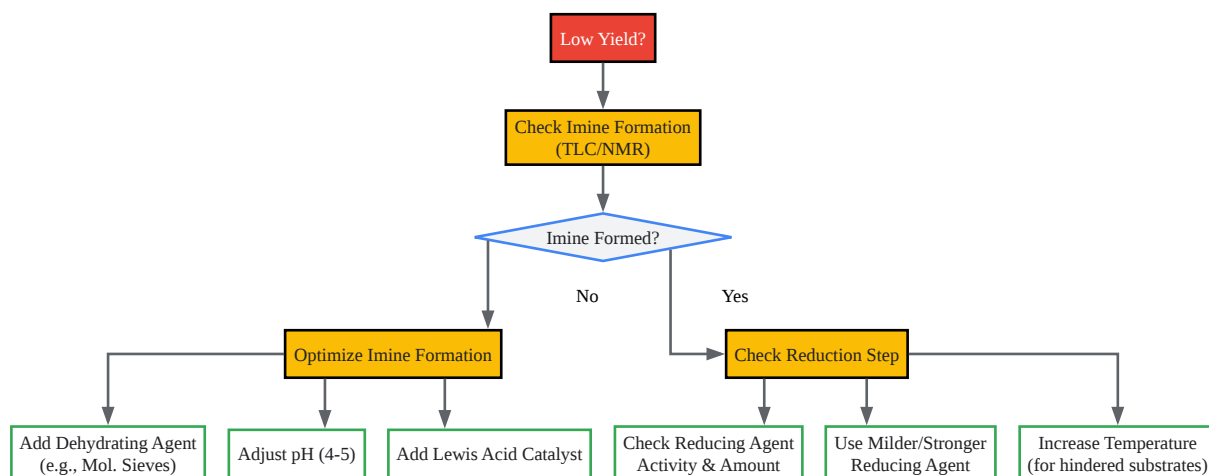 Low Yield?
Check Imine Formation
(TLC/NMR)
Imine Formed?
No
Yes
Optimize Imine Formation
Check Reduction Step
Add Dehydrating Agent
(e.g., Mol. Sieves)
Adjust pH (4-5)
Add Lewis Acid Catalyst
Check Reducing Agent
Activity & Amount
Use Milder/Stronger
Reducing Agent
Increase Temperature
(for hindered substrates)